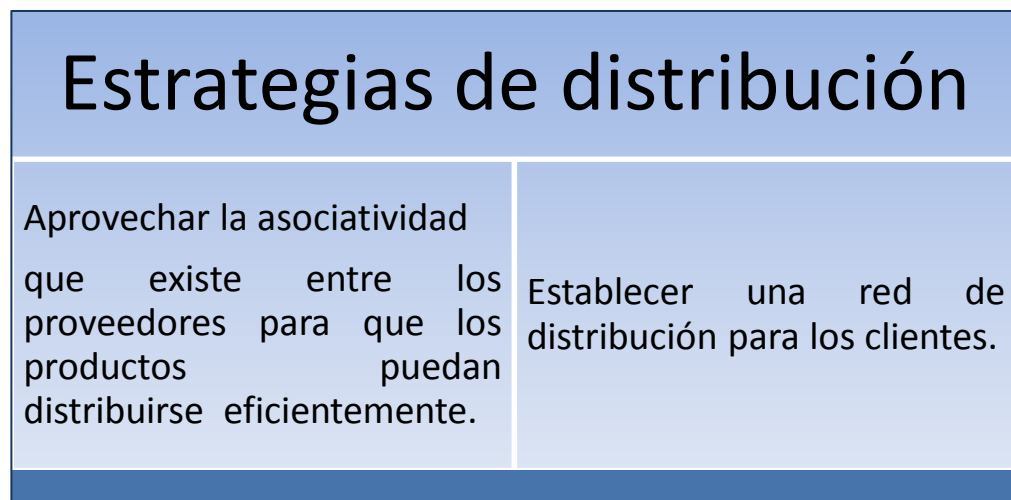 Estrategias de distribución
Aprovechar la asociatividad
que existe entre los
proveedores para que los
productos puedan
distribuirse eficientemente.
Establecer una red de
distribución para los clientes.